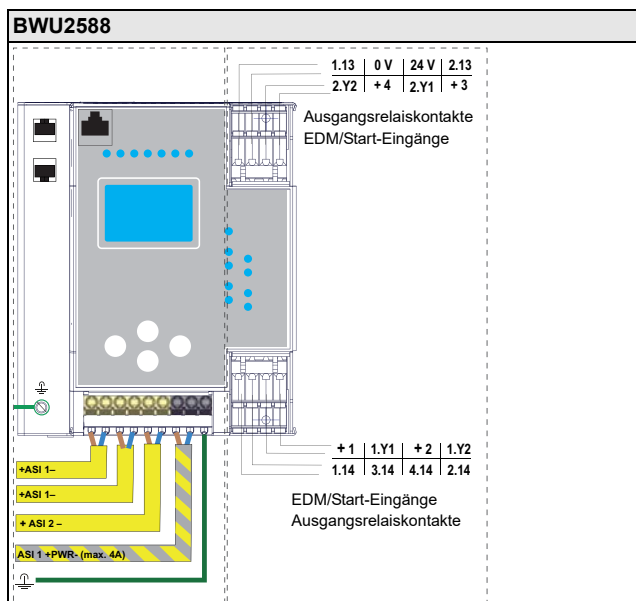 BWU2588
1.13 0 V 24 V 2.13
2.Y2 + 4 2.Y1 + 3
Ausgangsrelaiskontakte
EDM/Start-Eingänge
+ 1 1.Y1 + 2 1.Y2
1.14 3.14 4.14 2.14
EDM/Start-Eingänge
Ausgangsrelaiskontakte
+ASI 1–
+ASI 1–
+ ASI 2 –
ASI 1 +PWR- (max. 4A)